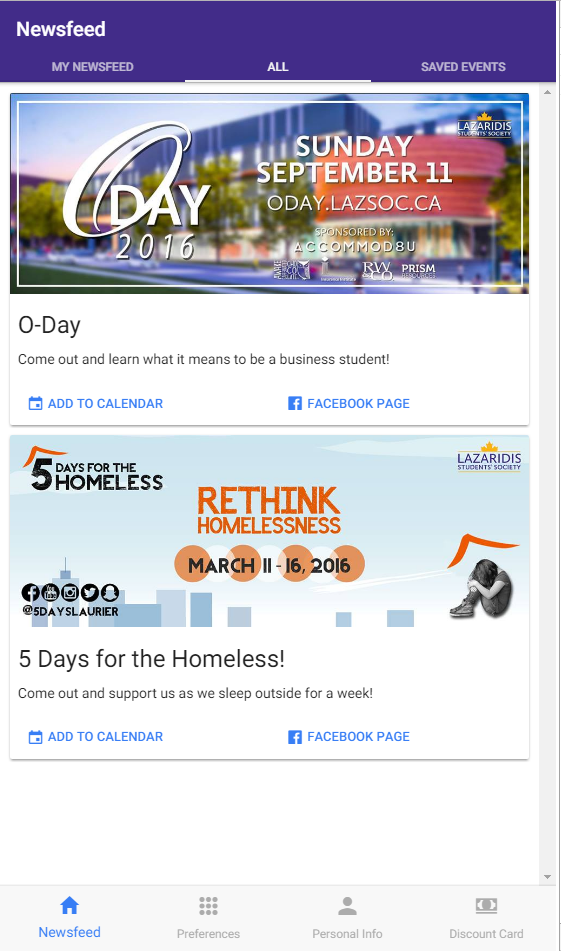 Newsfeed
MY NEWSFEED ALL SAVED EVENTS
LAZARIDIS
STUDENTS' SOCIETY
O
DAY
2016
SUNDAY
SEPTEMBER 11
ODAY.LAZSOC.CA
SPONSORED BY:
ACCOMMOD8U
RW&CO. PRISM
RESOURCES
O-Day
Come out and learn what it means to be a business student!
ADD TO CALENDAR FACEBOOK PAGE
5 DAYS FOR THE
HOMELESS
LAZARIDIS
STUDENTS' SOCIETY
RETHINK
HOMELESSNESS
MARCH 11 - 16, 2016
@5DAYSLAURIER
5 Days for the Homeless!
Come out and support us as we sleep outside for a week!
ADD TO CALENDAR FACEBOOK PAGE
Newsfeed Preferences Personal Info Discount Card